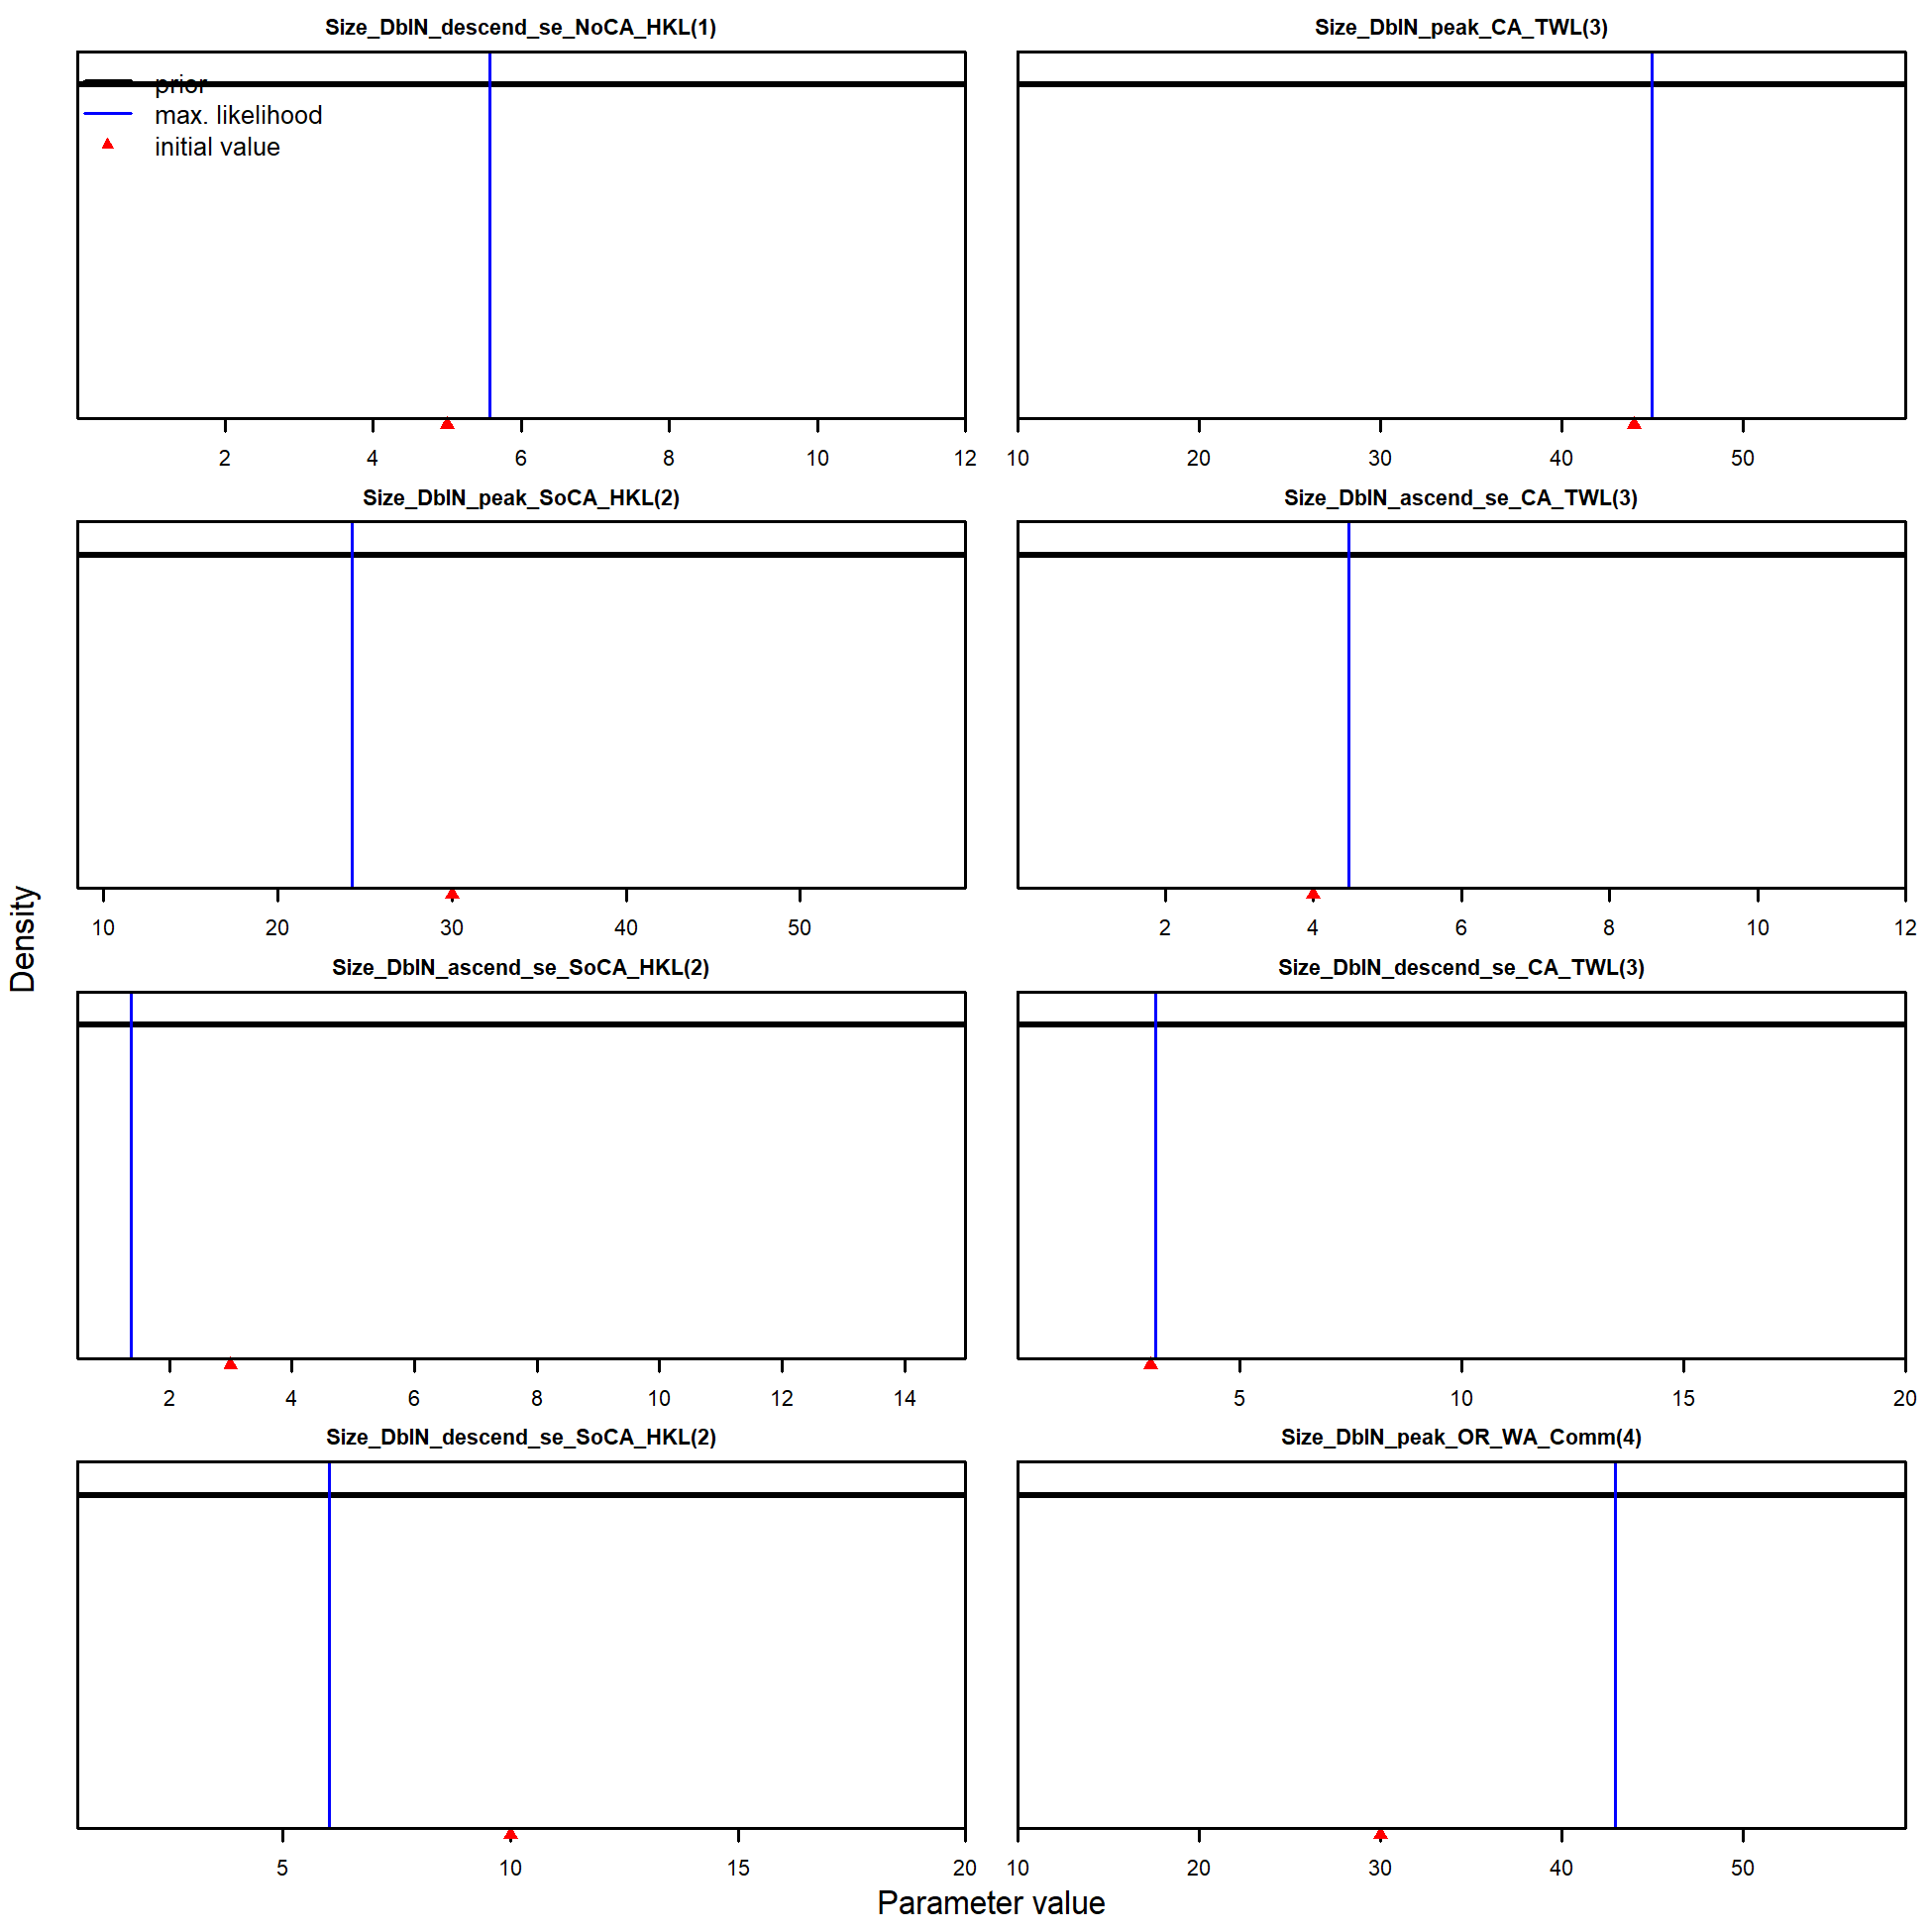 Size_DblN_descend_se_NoCA_HKL(1)
prior
max. likelihood
initial value
2 4 6 8 10 12
Size_DblN_peak_CA_TWL(3)
10 20 30 40 50
Size_DblN_peak_SoCA_HKL(2)
10 20 30 40 50
Size_DblN_ascend_se_CA_TWL(3)
2 4 6 8 10 12
Size_DblN_ascend_se_SoCA_HKL(2)
2 4 6 8 10 12 14
Size_DblN_descend_se_CA_TWL(3)
5 10 15 20
Size_DblN_descend_se_SoCA_HKL(2)
5 10 15 20
Size_DblN_peak_OR_WA_Comm(4)
10 20 30 40 50
Density
Parameter value